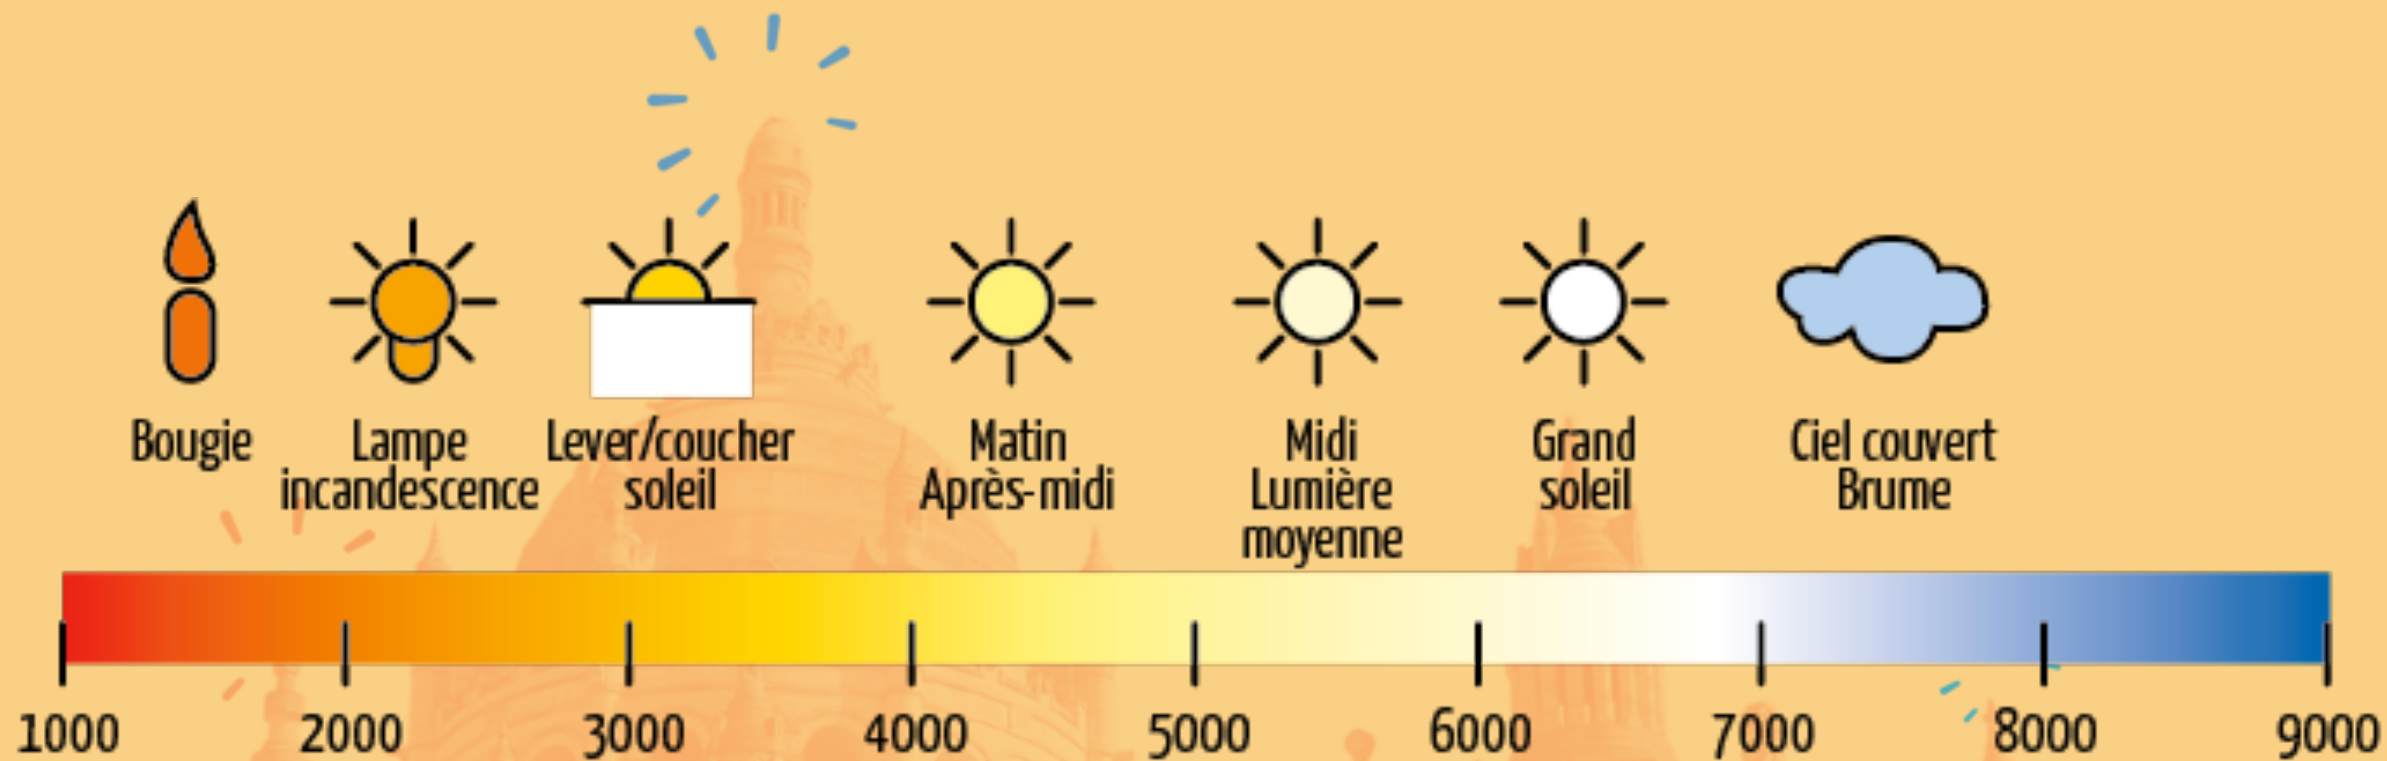 Bougie
Lampe
incandescence
Lever/coucher
soleil
Matin
Après-midi
Midi
Lumière
moyenne
Grand
soleil
Ciel couvert
Brume
1000 2000 3000 4000 5000 6000 7000 8000 9000